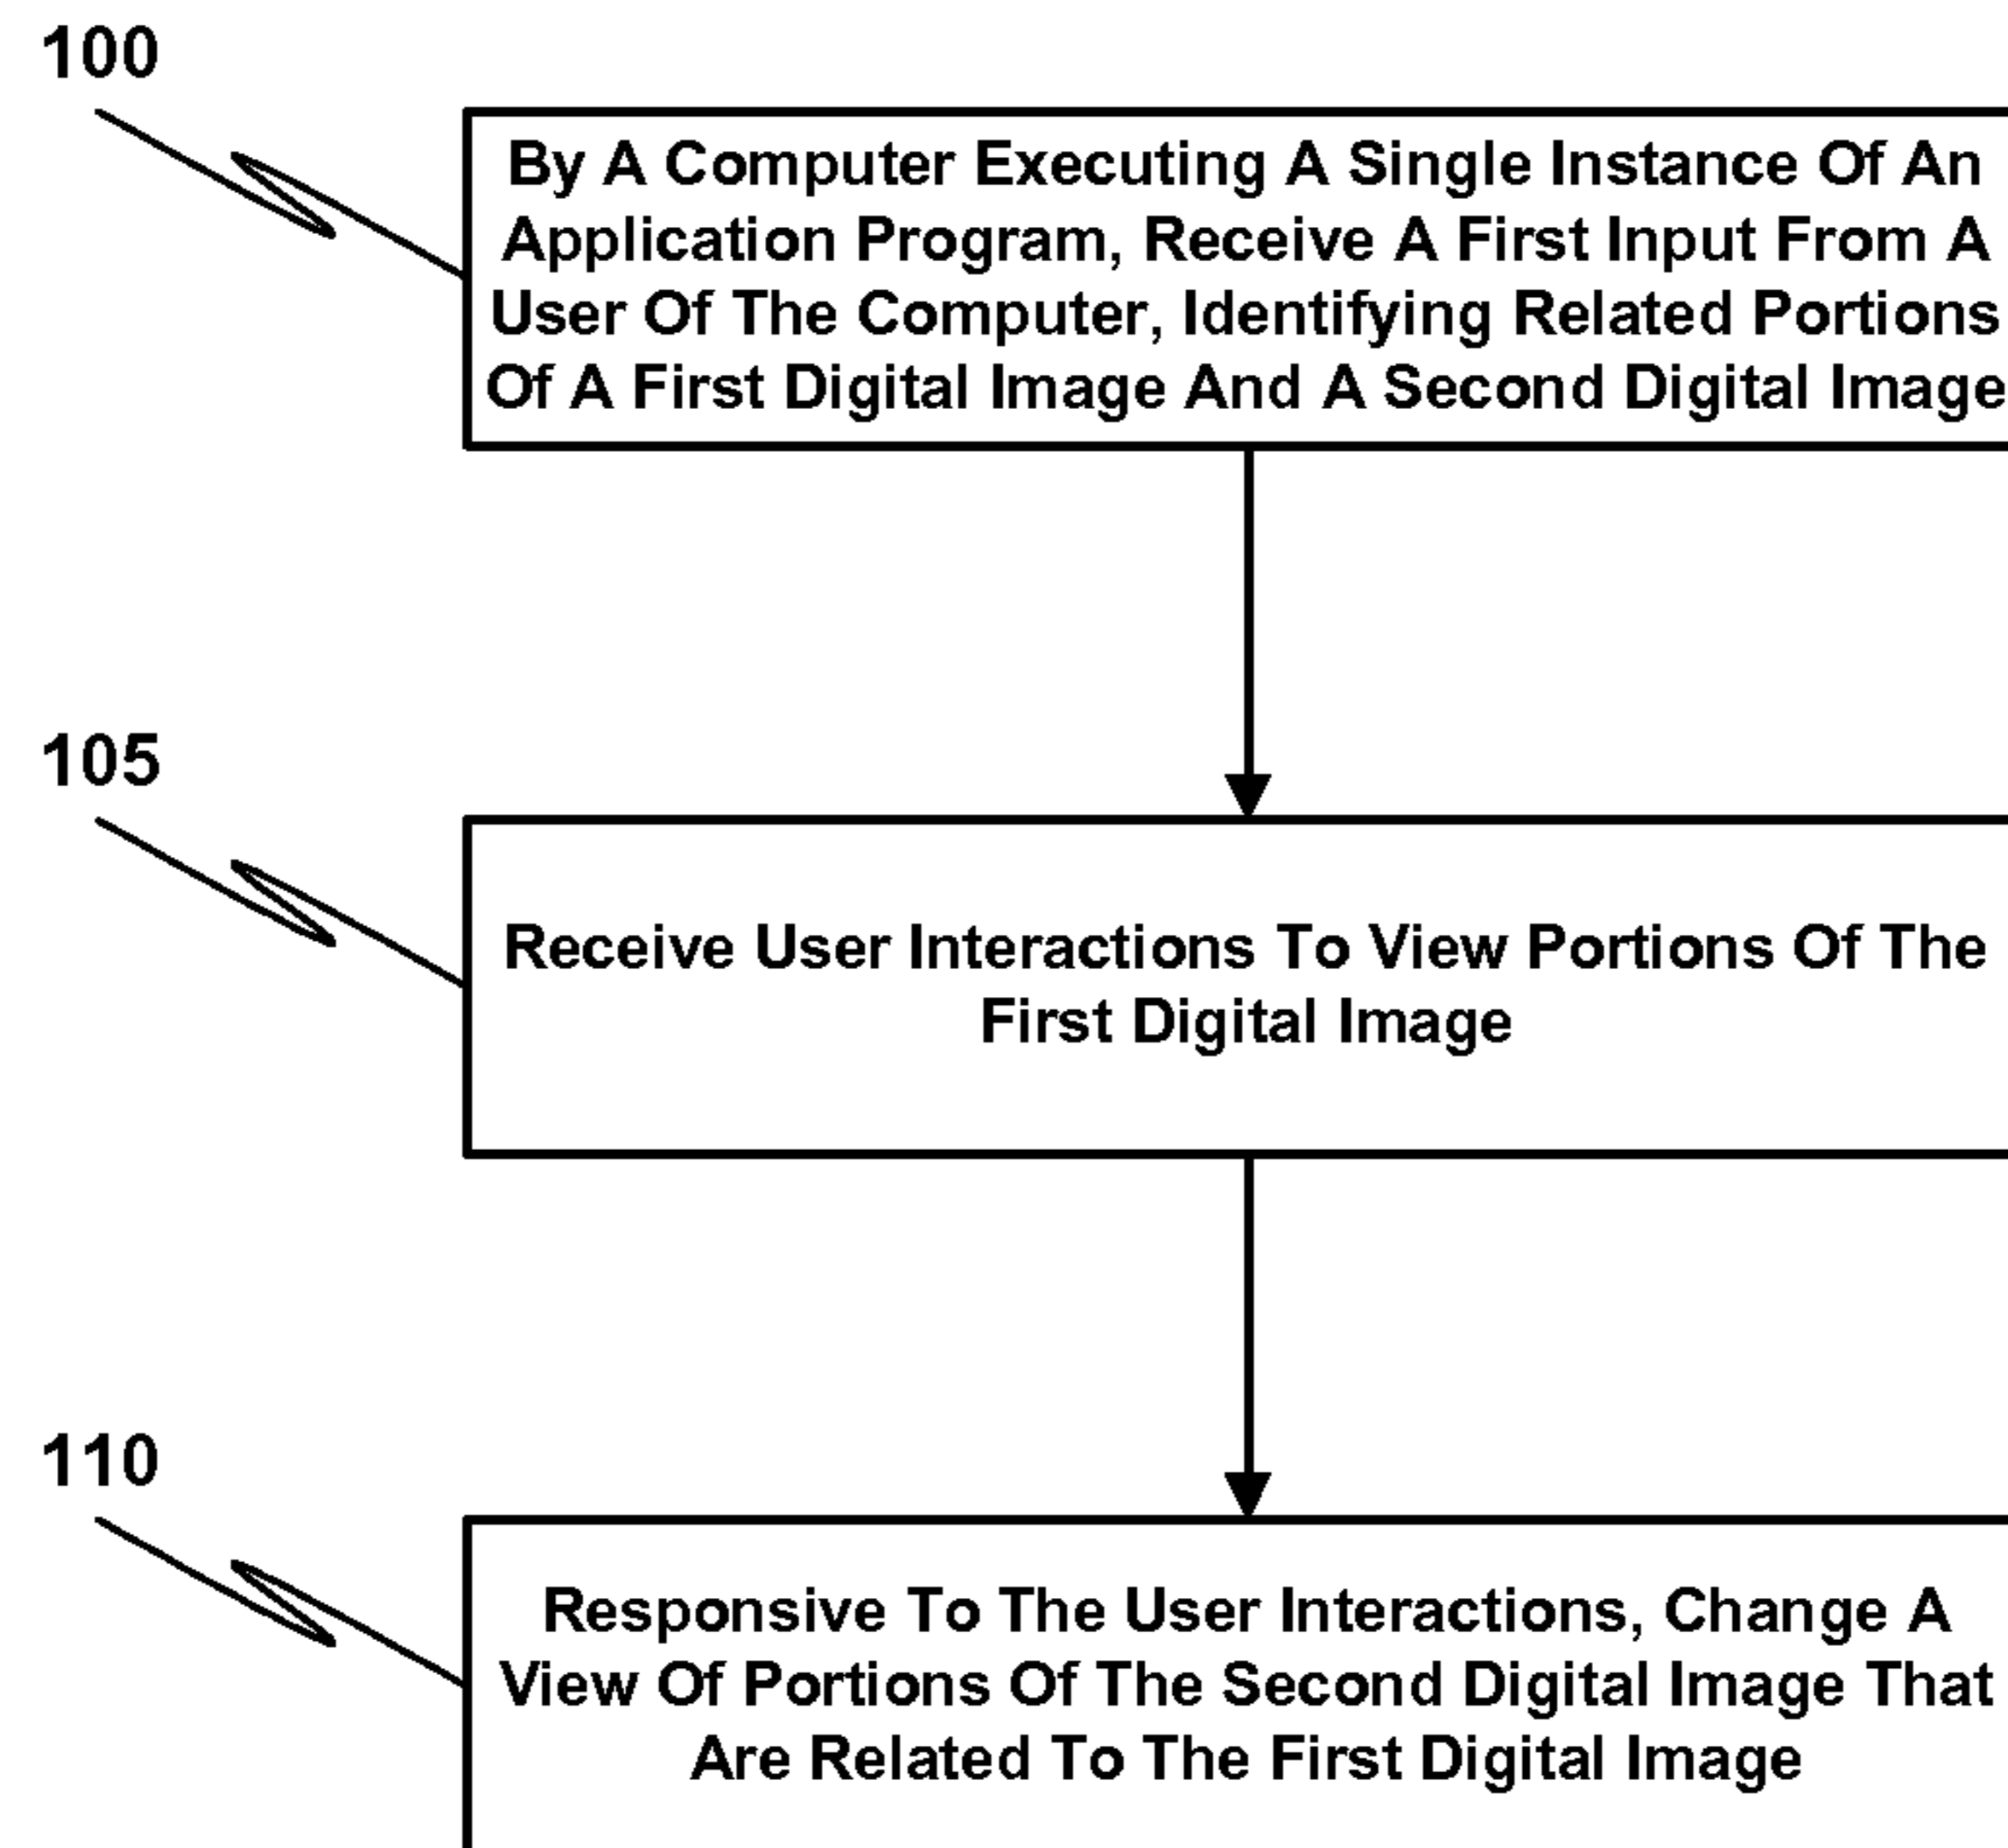 100
By A Computer Executing A Single Instance Of An
Application Program, Receive A First Input From A
User Of The Computer, Identifying Related Portions
Of A First Digital Image And A Second Digital Image
105
Receive User Interactions To View Portions Of The
First Digital Image
110
Responsive To The User Interactions, Change A
View Of Portions Of The Second Digital Image That
Are Related To The First Digital Image